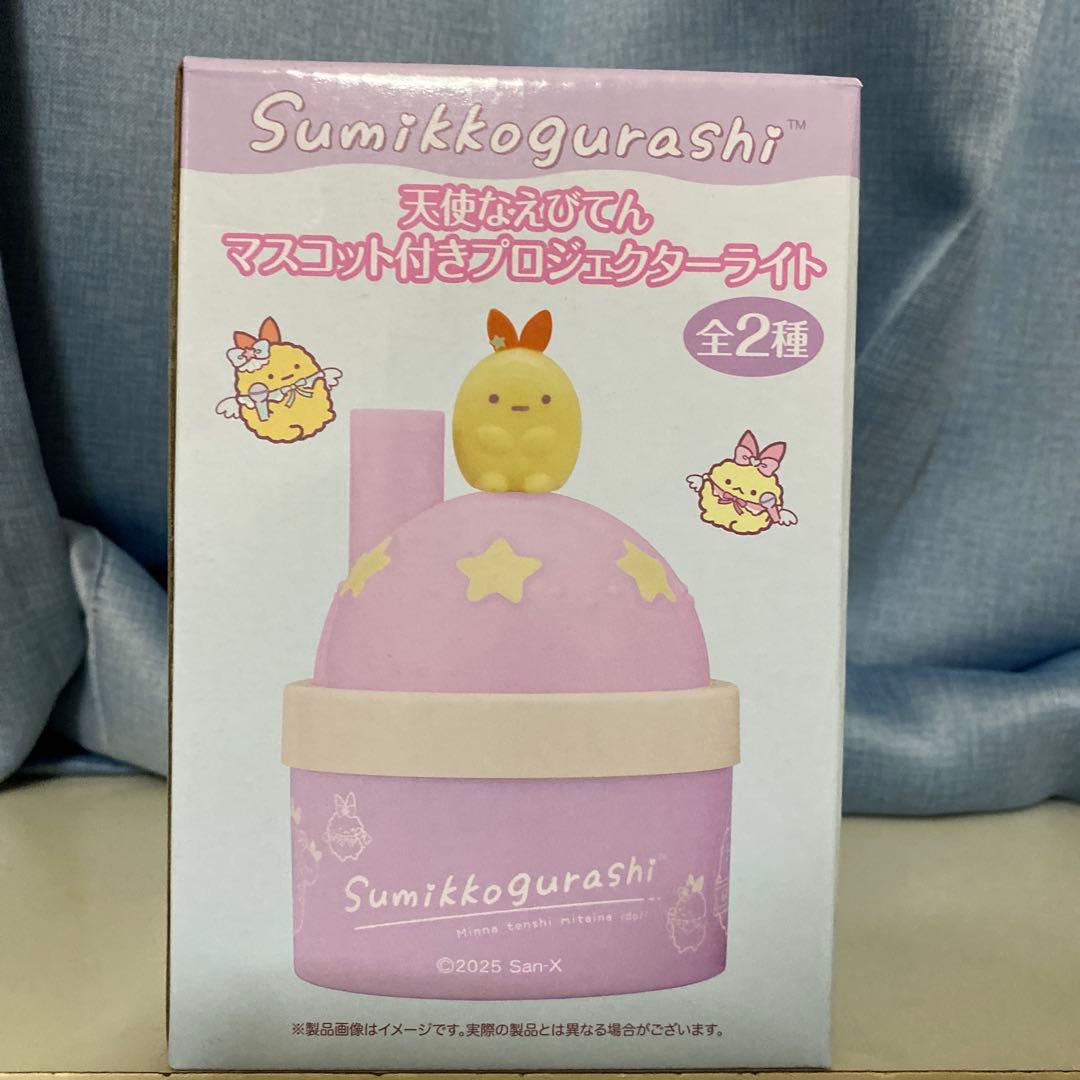 Sumikkogurashi™
天使なえびてん
マスコット付きプロジェクターライト
全2種
Sumikkogurashi™
Minna tenshi mitaina idol!
©2025 San-X
※製品画像はイメージです。実際の製品とは異なる場合がございます。